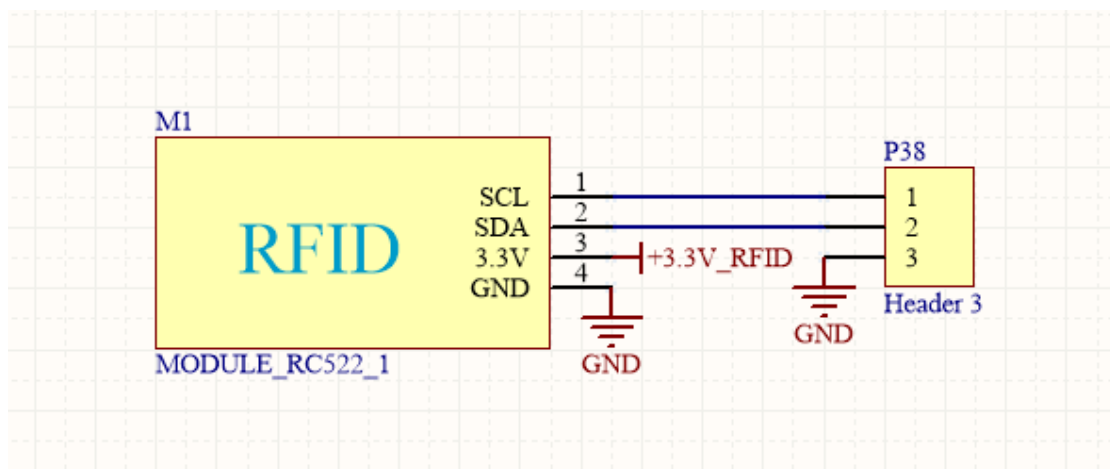 M1
RFID
SCL 1
SDA 2
3.3V 3
GND 4
MODULE_RC522_1
+3.3V_RFID
GND
P38
1
2
3
Header 3
GND